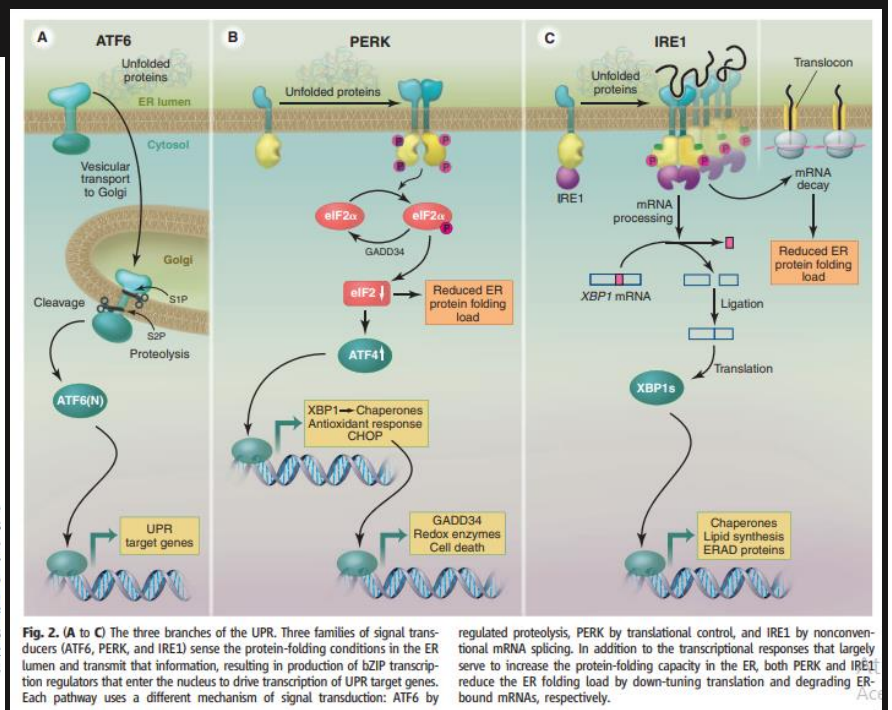 A
ATF6
Unfolded
proteins
ER lumen
Cytosol
Vesicular
transport
to Golgi
Golgi
Cleavage
S1P
S2P
Proteolysis
ATF6(N)
UPR
target genes
B
PERK
Unfolded proteins
P
P
P
P
eIF2α
eIF2α
P
GADD34
eIF2
Reduced ER
protein folding
load
ATF4
XBP1→Chaperones
Antioxidant response
CHOP
GADD34
Redox enzymes
Cell death
C
IRE1
Unfolded
proteins
Translocon
P
P
P
IRE1
mRNA
processing
mRNA
decay
Reduced ER
protein folding
load
XBP1 mRNA
Ligation
Translation
XBP1s
Chaperones
Lipid synthesis
ERAD proteins
Fig. 2. (A to C) The three branches of the UPR. Three families of signal trans-
ducers (ATF6, PERK, and IRE1) sense the protein-folding conditions in the ER
lumen and transmit that information, resulting in production of bZIP transcrip-
tion regulators that enter the nucleus to drive transcription of UPR target genes.
Each pathway uses a different mechanism of signal transduction: ATF6 by
regulated proteolysis, PERK by translational control, and IRE1 by nonconven-
tional mRNA splicing. In addition to the transcriptional responses that largely
serve to increase the protein-folding capacity in the ER, both PERK and IRE1
reduce the ER folding load by down-tuning translation and degrading ER-
bound mRNAs, respectively.